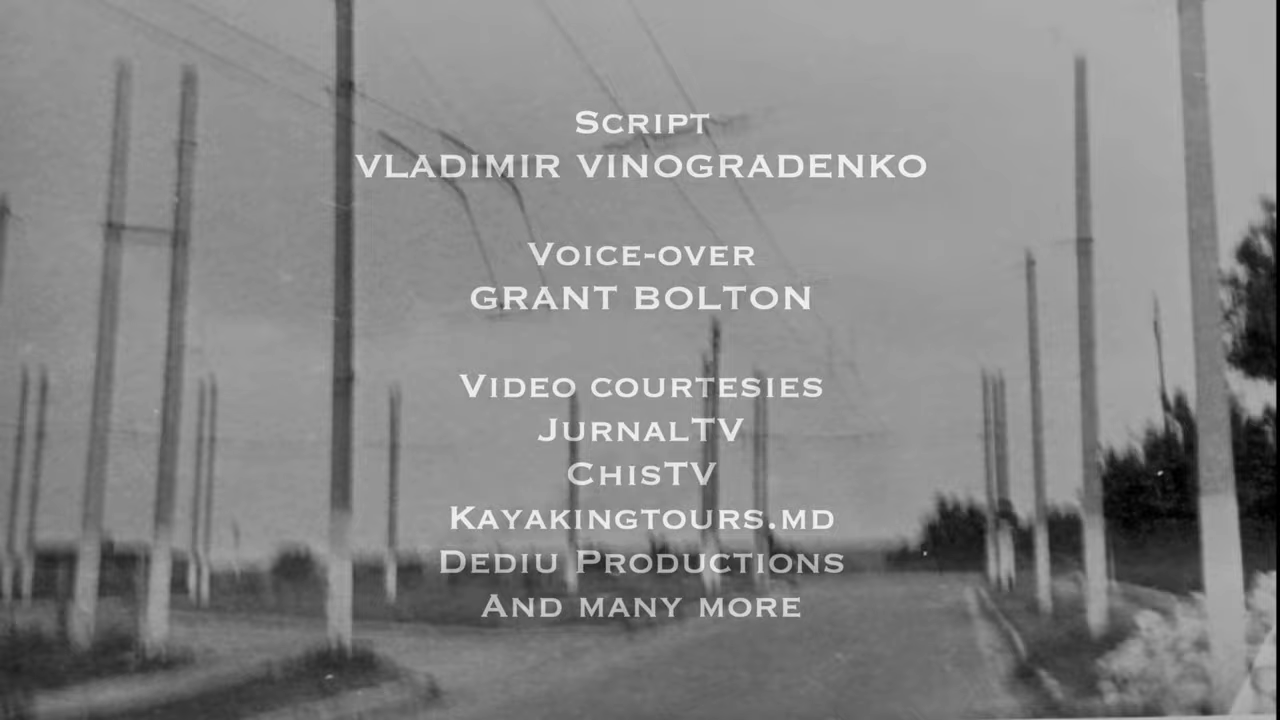 Script
VLADIMIR VINOGRADENKO
Voice-over
GRANT BOLTON
Video courtesies
JurnalTV
ChisTV
Kayakingtours.md
Dediu Productions
And many more